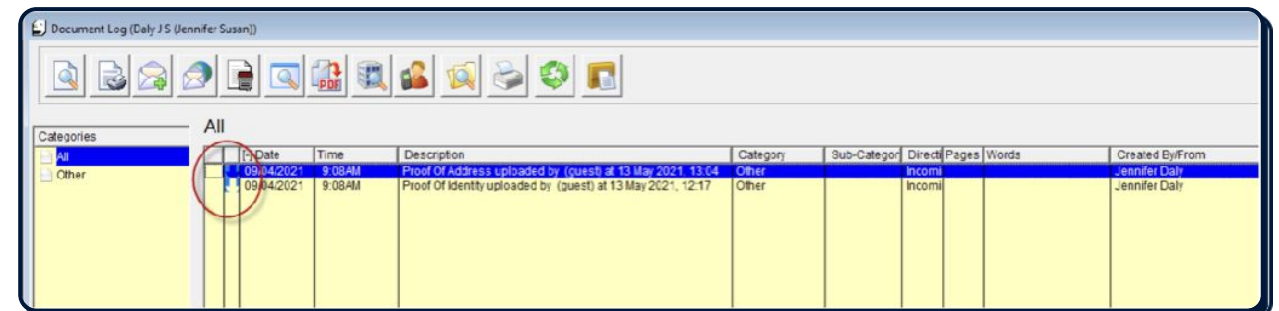 Document Log (Daly J S (Jennifer Susan))
PDF
All
Categories
All
Other
[-] Date Time Description Category Sub-Categor Directi Pages Words Created By/From
09/04/2021 9:08AM Proof Of Address uploaded by (guest) at 13 May 2021, 13:04 Other Incomi Jennifer Daly
09/04/2021 9:08AM Proof Of Identity uploaded by (guest) at 13 May 2021, 12:17 Other Incomi Jennifer Daly